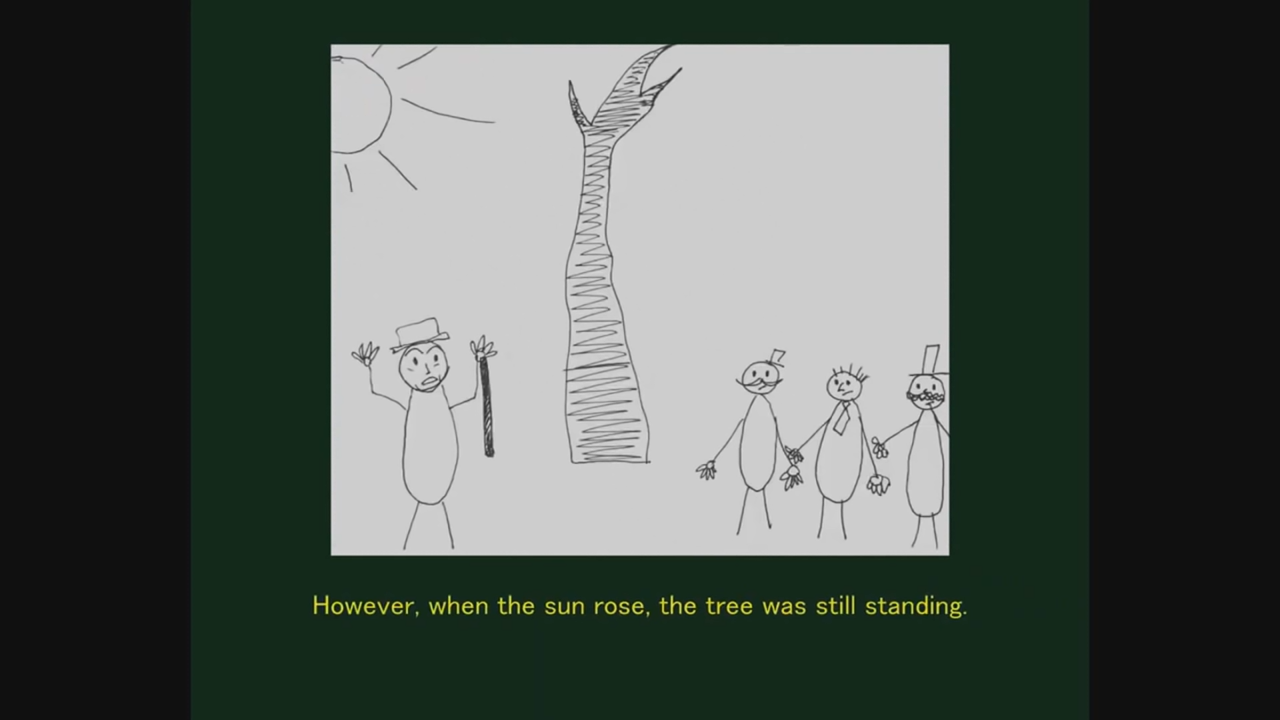 However, when the sun rose, the tree was still standing.